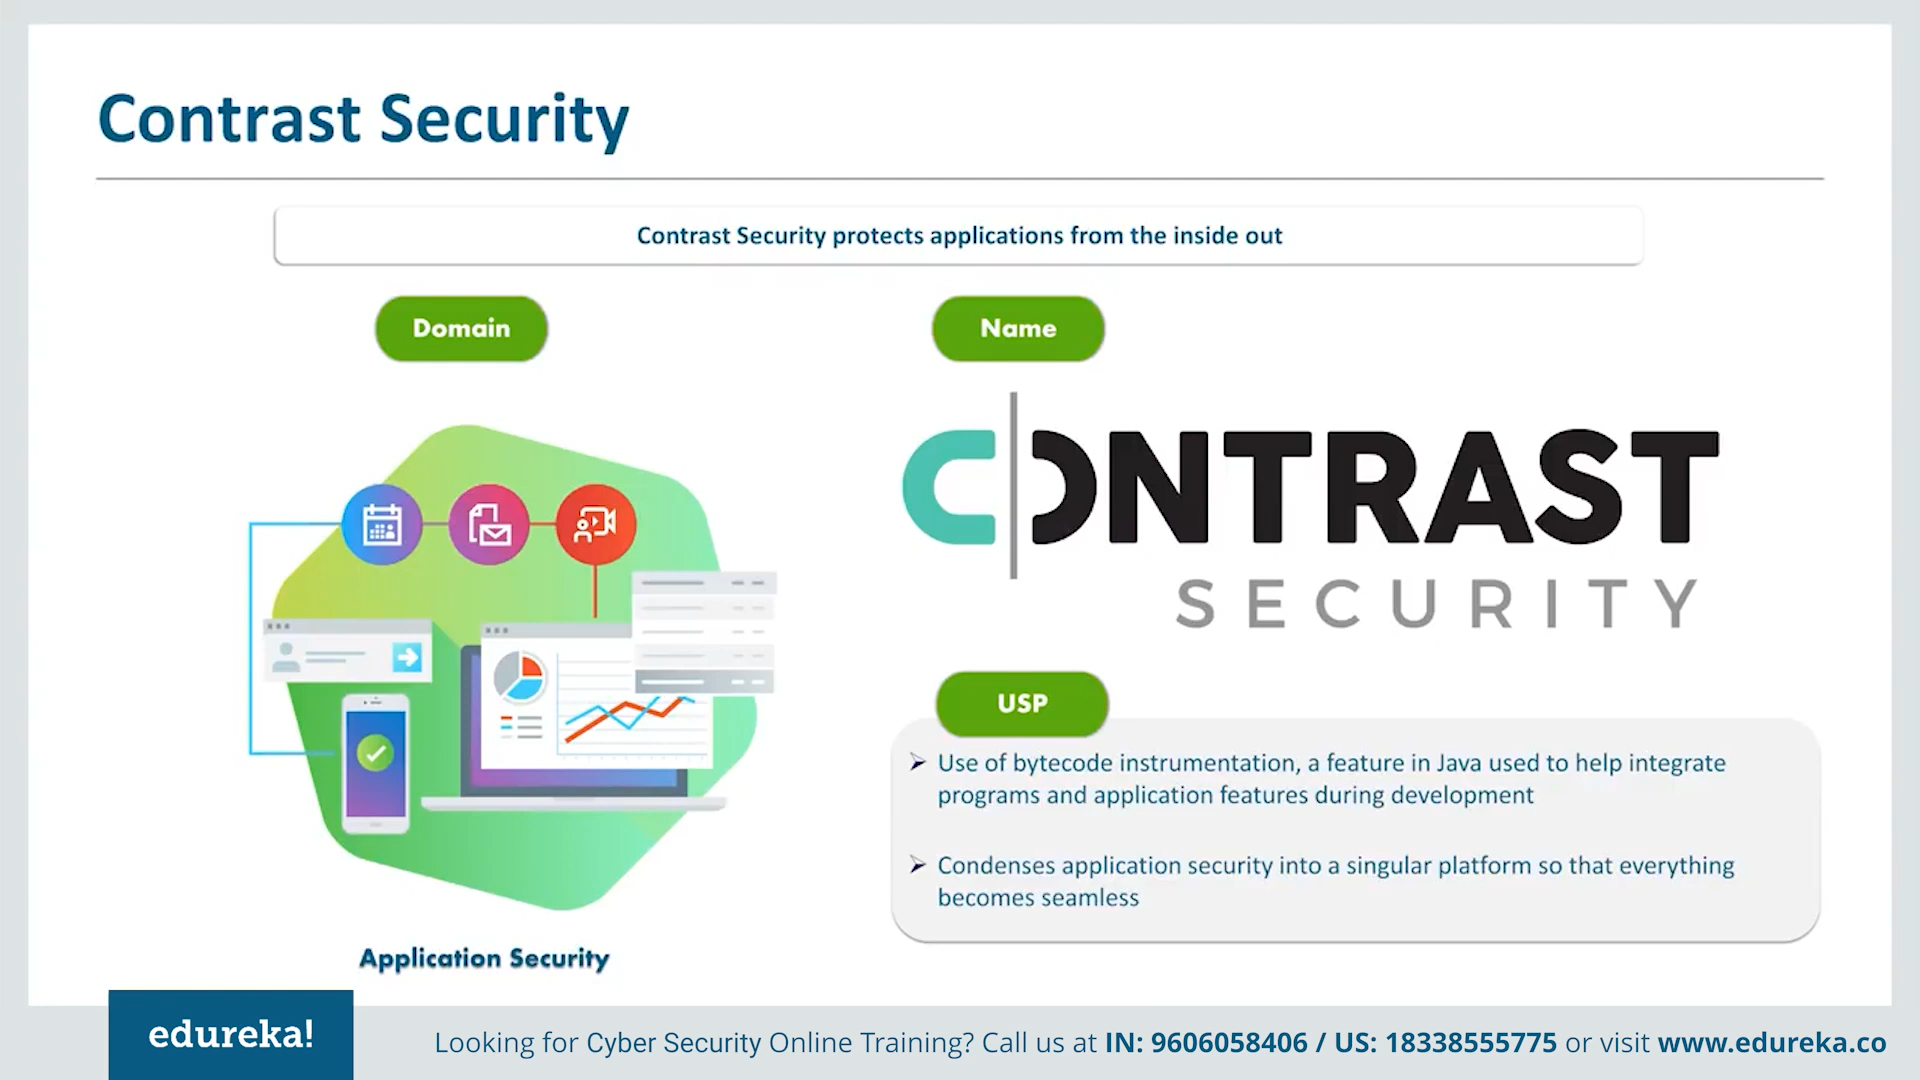 Contrast Security
Contrast Security protects applications from the inside out
Domain
Name
CONTRAST
SECURITY
USP
Use of bytecode instrumentation, a feature in Java used to help integrate
programs and application features during development
Condenses application security into a singular platform so that everything
becomes seamless
Application Security
edureka!
Looking for Cyber Security Online Training? Call us at IN: 9606058406 / US: 18338555775 or visit www.edureka.co